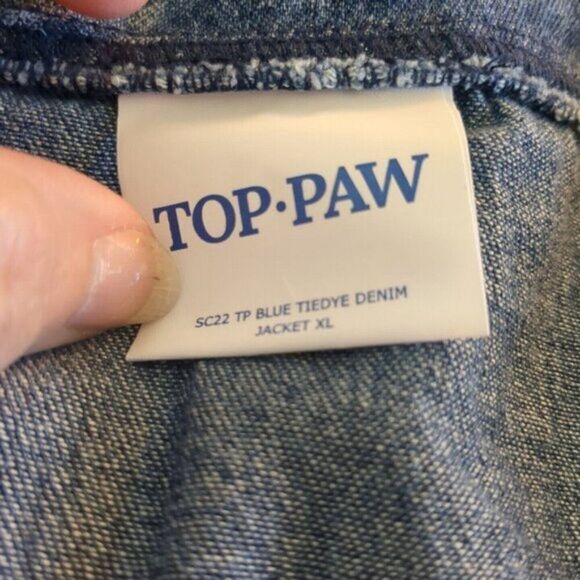 TOP·PAW
SC22 TP BLUE TIEDYE DENIM
JACKET XL